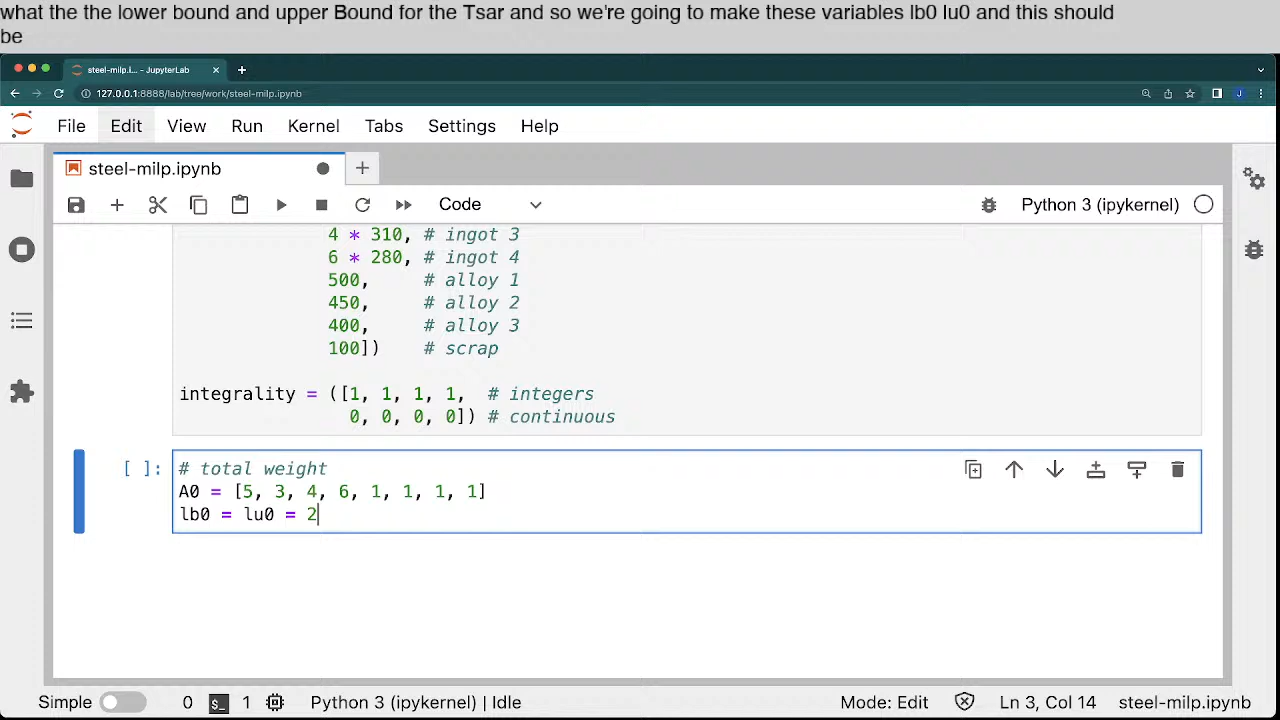 what the the lower bound and upper Bound for the Tsar and so we're going to make these variables lb0 lu0 and this should
be
steel-milp.i... - JupyterLab
127.0.0.1:8888/lab/tree/work/steel-milp.ipynb
J
File Edit View Run Kernel Tabs Settings Help
steel-milp.ipynb
Code
Python 3 (ipykernel)
4 * 310, # ingot 3
6 * 280, # ingot 4
500, # alloy 1
450, # alloy 2
400, # alloy 3
100]) # scrap
integrality = ([1, 1, 1, 1, # integers
0, 0, 0, 0]) # continuous
[ ]: # total weight
A0 = [5, 3, 4, 6, 1, 1, 1, 1]
lb0 = lu0 = 2
Simple 0 $_ 1 Python 3 (ipykernel) | Idle Mode: Edit Ln 3, Col 14 steel-milp.ipynb